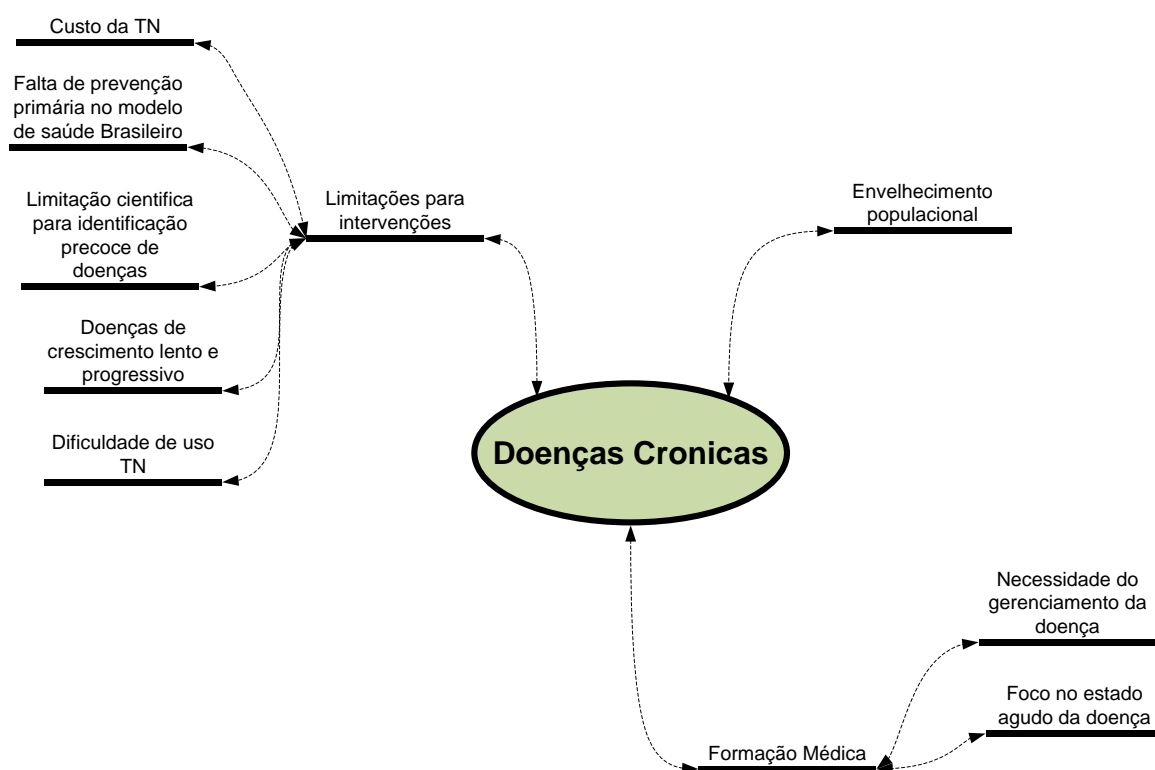 Custo da TN
Falta de prevenção
primária no modelo
de saúde Brasileiro
Limitação cientifica
para identificação
precoce de
doenças
Doenças de
crescimento lento e
progressivo
Dificuldade de uso
TN
Limitações para
intervenções
Envelhecimento
populacional
Doenças Cronicas
Necessidade do
gerenciamento da
doença
Foco no estado
agudo da doença
Formação Médica